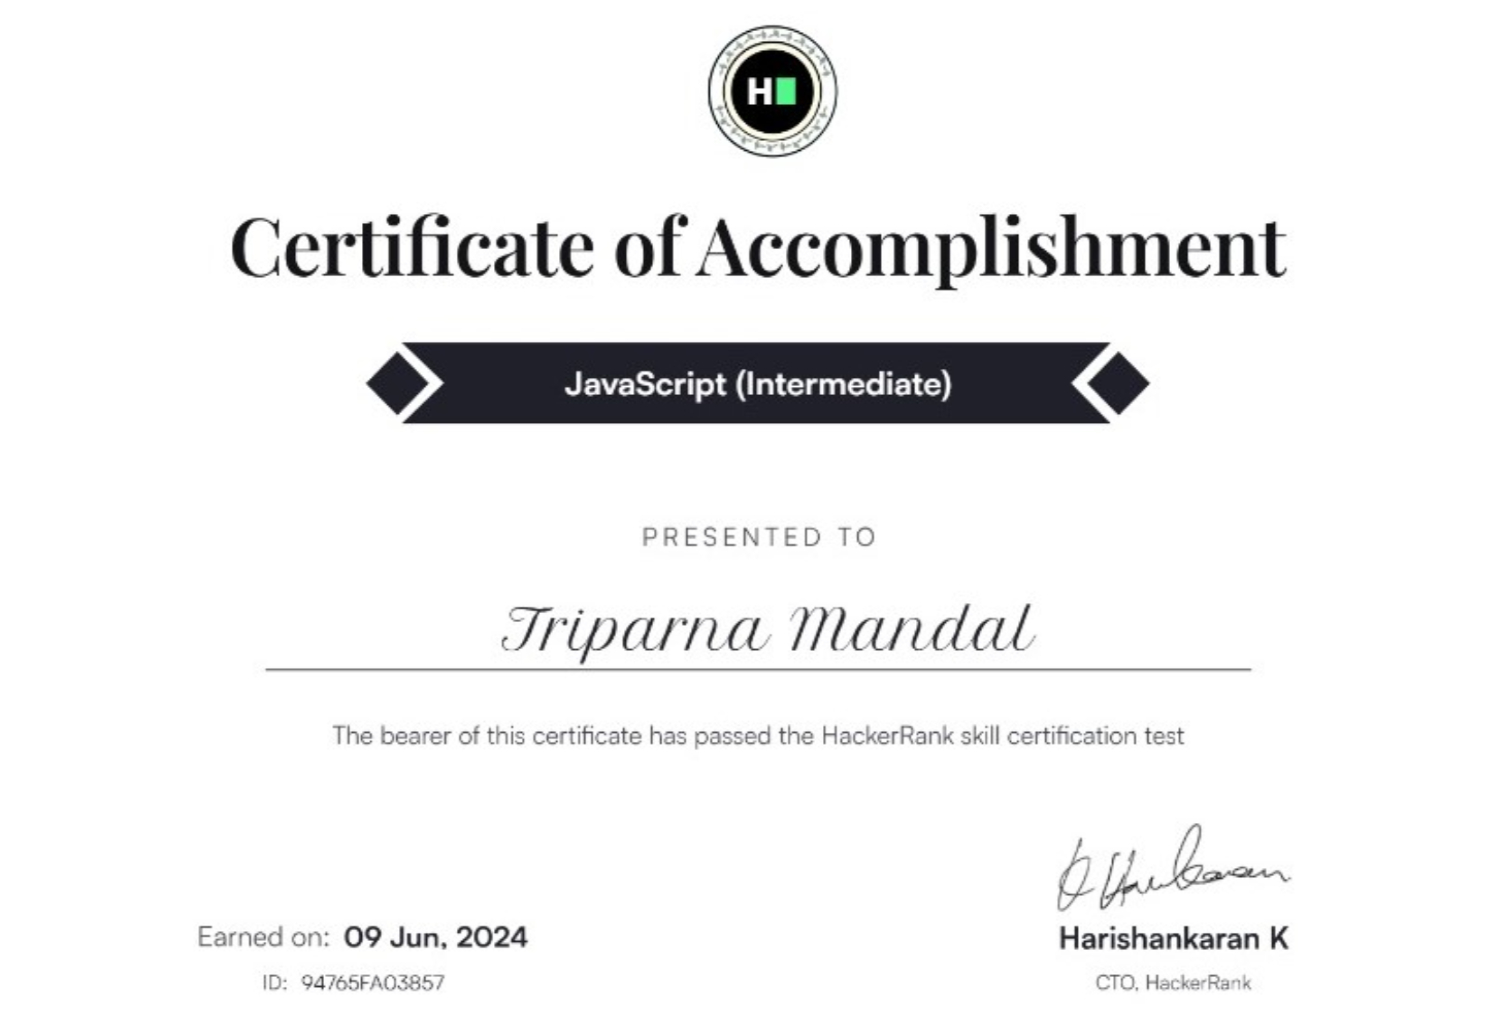 H
Certificate of Accomplishment
JavaScript (Intermediate)
PRESENTED TO
Triparna Mandal
The bearer of this certificate has passed the HackerRank skill certification test
Earned on: 09 Jun, 2024
ID: 94765FA03857
Harishankaran K
CTO, HackerRank